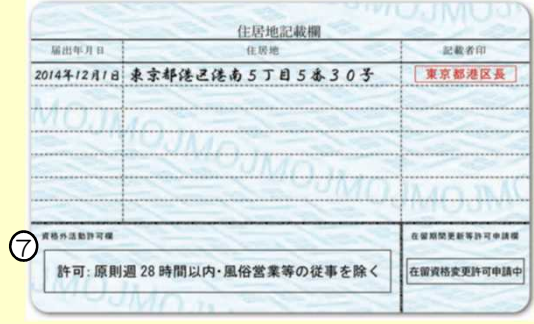 住居地記載欄
届出年月日 住居地 記載者印
2014年12月1日 東京都港区港南5丁目5番30号 東京都港区長
MOJMOJMOJMOJMOJ
⑦
資格外活動許可欄 在留期間更新等許可申請欄
許可:原則週28時間以内・風俗営業等の従事を除く 在留資格変更許可申請中